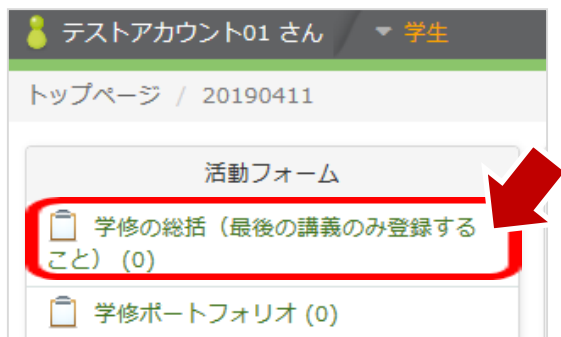 テストアカウント01 さん 学生
トップページ / 20190411
活動フォーム
学修の総括（最後の講義のみ登録する
こと） (0)
学修ポートフォリオ (0)